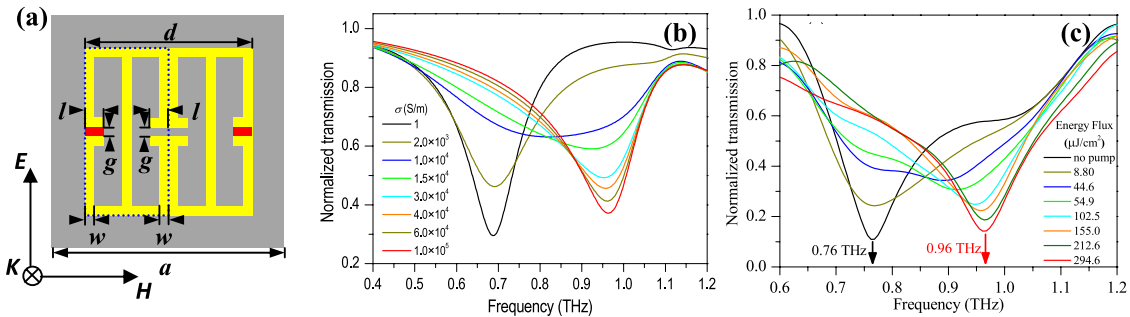 (a)
d
l
l
g
g
E
w
w
K
H
a
(b)
Normalized transmission
1.0
0.8
0.6
0.4
0.2
σ(S/m)
1
2.0×10³
1.0×10⁴
1.5×10⁴
3.0×10⁴
4.0×10⁴
6.0×10⁴
1.0×10⁵
0.4 0.5 0.6 0.7 0.8 0.9 1.0 1.1 1.2
Frequency (THz)
(c)
Normalized transmission
1.0
0.8
0.6
0.4
0.2
0.0
Energy Flux
(μJ/cm²)
no pump
8.80
44.6
54.9
102.5
155.0
212.6
294.6
0.76 THz
0.96 THz
0.6 0.7 0.8 0.9 1.0 1.1 1.2
Frequency (THz)